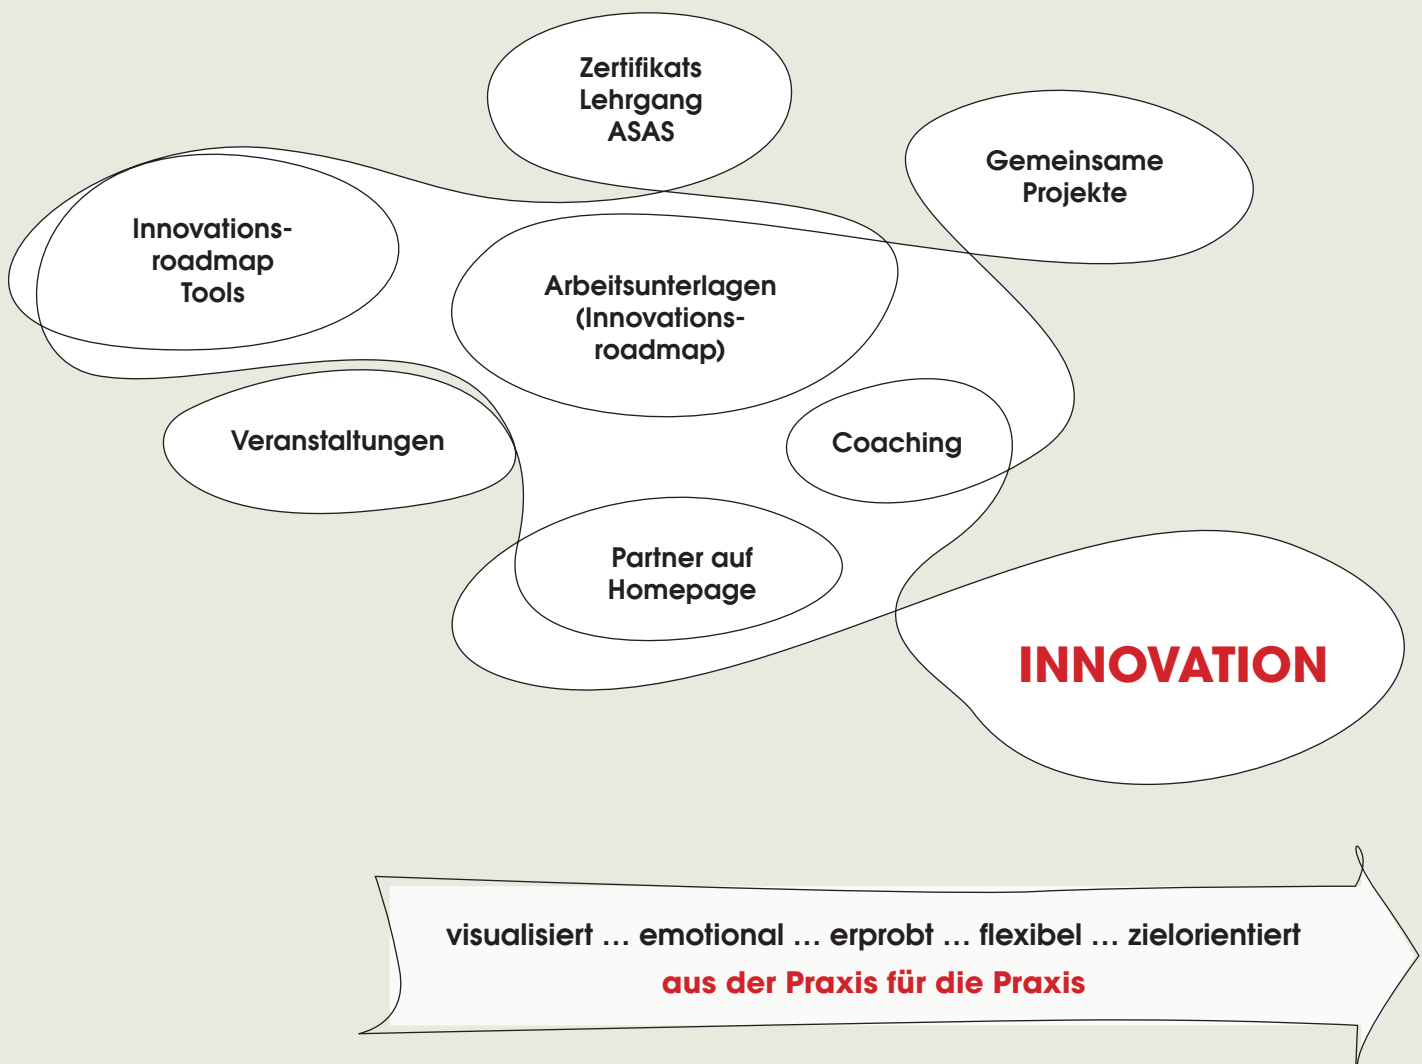 Zertifikats
Lehrgang
ASAS
Gemeinsame
Projekte
Innovations-
roadmap
Tools
Arbeitsunterlagen
(Innovations-
roadmap)
Veranstaltungen
Coaching
Partner auf
Homepage
INNOVATION
visualisiert ... emotional ... erprobt ... flexibel ... zielorientiert
aus der Praxis für die Praxis